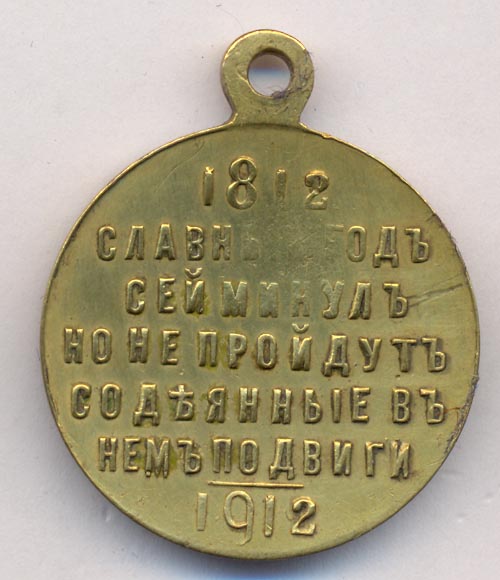 1812
СЛАВНЫЙ ГОДЪ
СЕЙ МИНУЛЪ
НО НЕ ПРОЙДУТЪ
СОДѢЯННЫЕ ВЪ
НЕМЪ ПОДВИГИ
1912